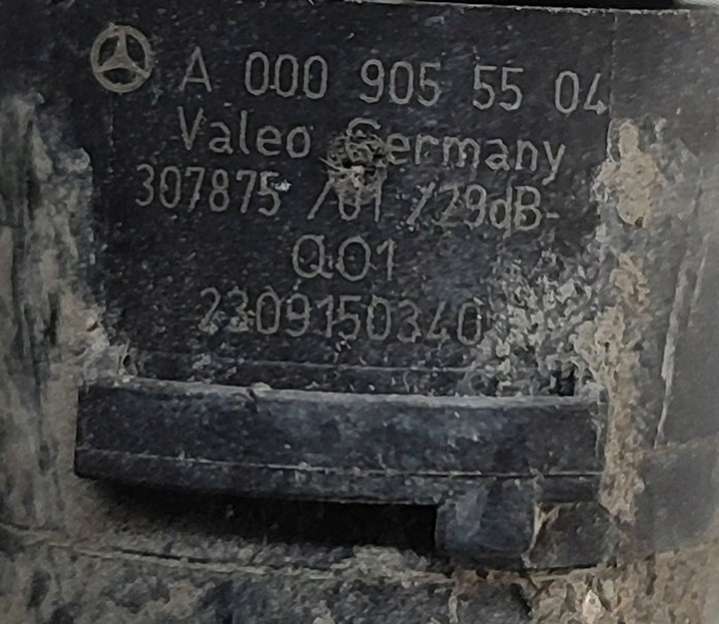 A 000 905 55 04
Valeo Germany
307875 /01 /29dB-
Q01
2309150340